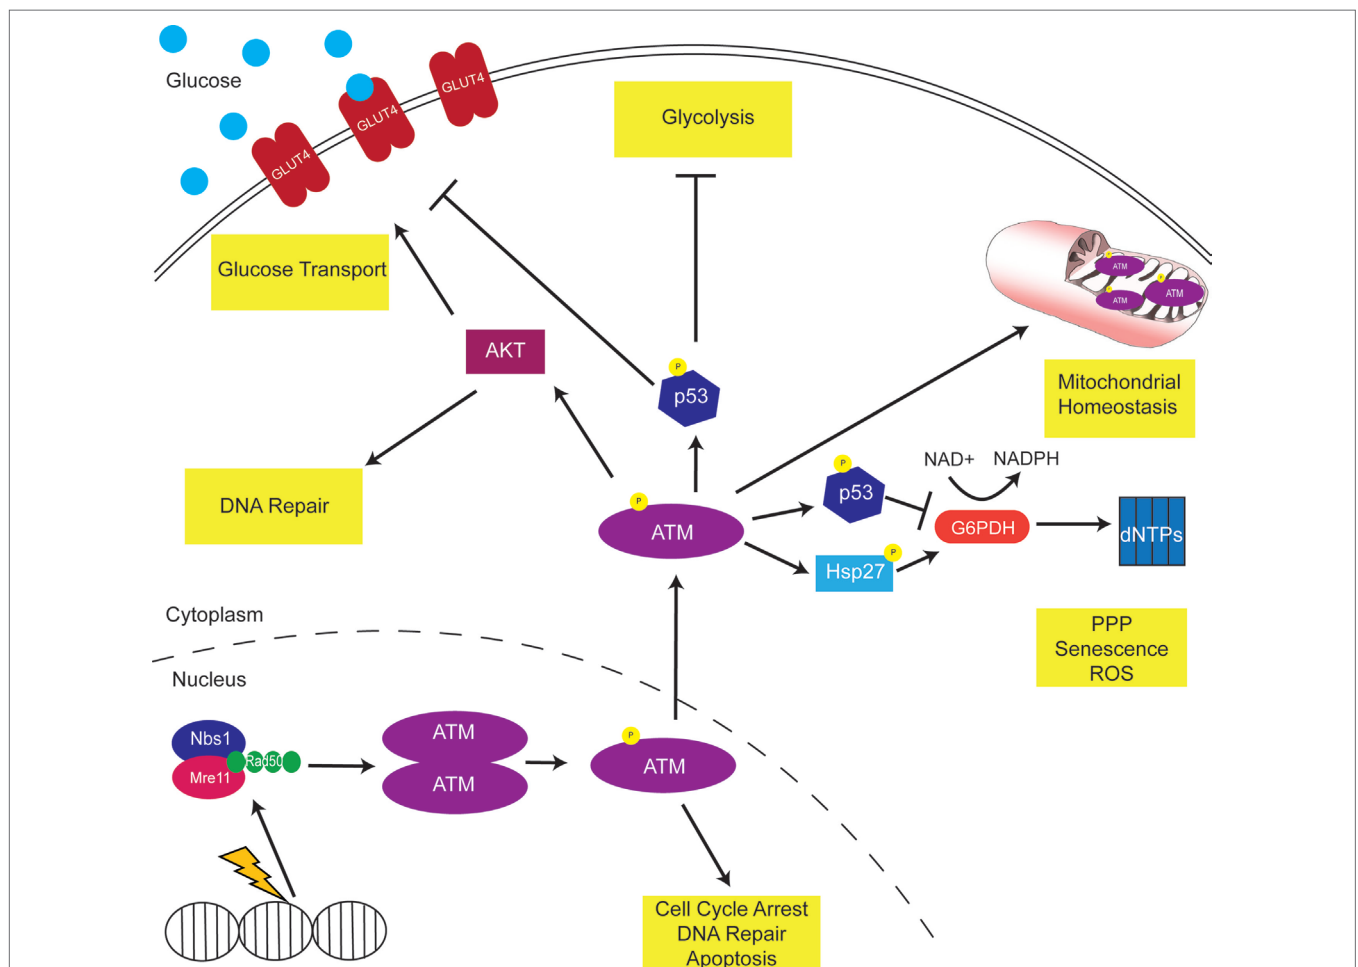 Glucose
GLUT4
GLUT4
GLUT4
Glycolysis
Glucose Transport
ATM
ATM
ATM
P
P
P
AKT
P
p53
Mitochondrial
Homeostasis
DNA Repair
P
ATM
P
p53
NAD+
NADPH
G6PDH
dNTPs
Hsp27
P
Cytoplasm
PPP
Senescence
ROS
Nucleus
Nbs1
Mre11
Rad50
ATM
ATM
P
ATM
Cell Cycle Arrest
DNA Repair
Apoptosis